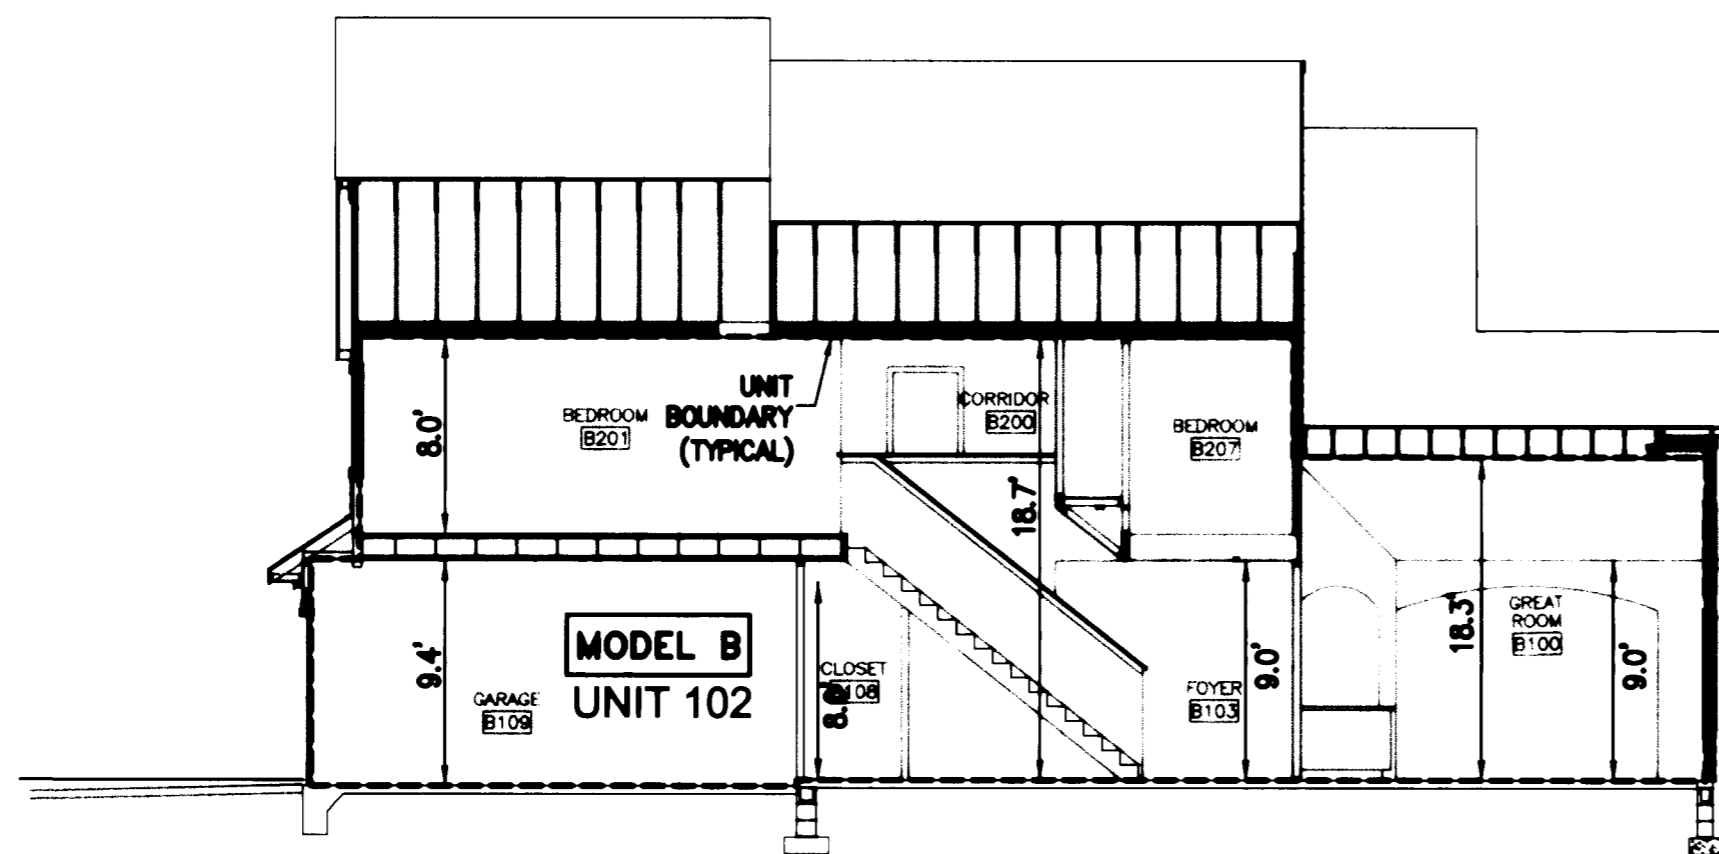 UNIT
BOUNDARY
(TYPICAL)
8.0'
BEDROOM
B201
CORRIDOR
B200
BEDROOM
B207
18.7'
MODEL B
UNIT 102
9.4'
GARAGE
B109
CLOSET
FOYER
B103
9.0'
18.3'
GREAT
ROOM
B100
9.0'